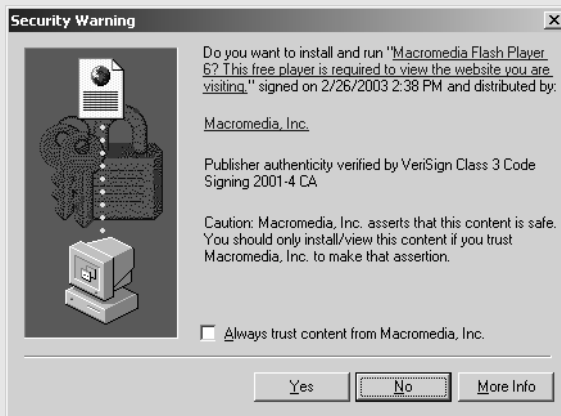 Security Warning
Do you want to install and run "Macromedia Flash Player
6? This free player is required to view the website you are
visiting." signed on 2/26/2003 2:38 PM and distributed by:
Macromedia, Inc.
Publisher authenticity verified by VeriSign Class 3 Code
Signing 2001-4 CA
Caution: Macromedia, Inc. asserts that this content is safe.
You should only install/view this content if you trust
Macromedia, Inc. to make that assertion.
Always trust content from Macromedia, Inc.
Yes No More Info